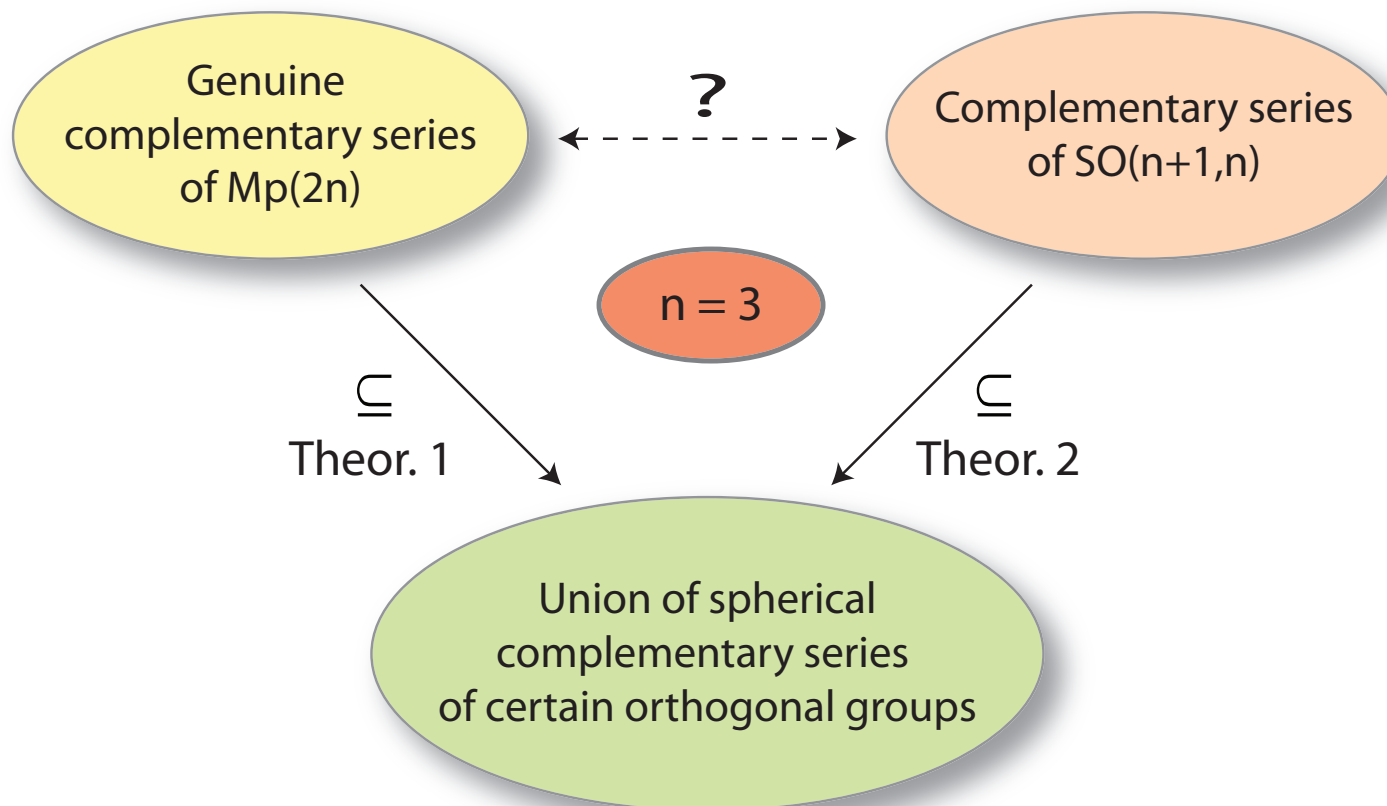 Genuine
complementary series
of Mp(2n)
?
Complementary series
of SO(n+1,n)
n = 3
⊆
Theor. 1
⊆
Theor. 2
Union of spherical
complementary series
of certain orthogonal groups